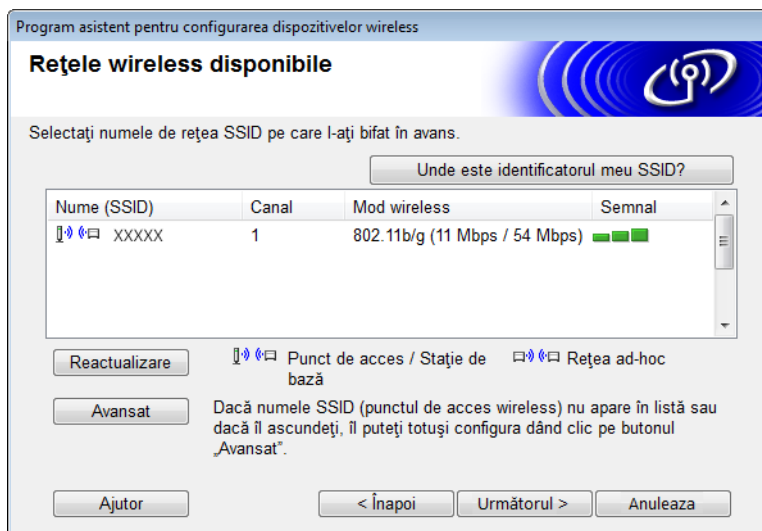 Program asistent pentru configurarea dispozitivelor wireless
Reţele wireless disponibile
Selectaţi numele de reţea SSID pe care l-aţi bifat în avans.
Unde este identificatorul meu SSID?
Nume (SSID) Canal Mod wireless Semnal
XXXXX 1 802.11b/g (11 Mbps / 54 Mbps)
Reactualizare
Punct de acces / Staţie de
bază
Reţea ad-hoc
Avansat
Dacă numele SSID (punctul de acces wireless) nu apare în listă sau
dacă îl ascundeţi, îl puteţi totuşi configura dând clic pe butonul
„Avansat”.
Ajutor
< Înapoi
Următorul >
Anuleaza